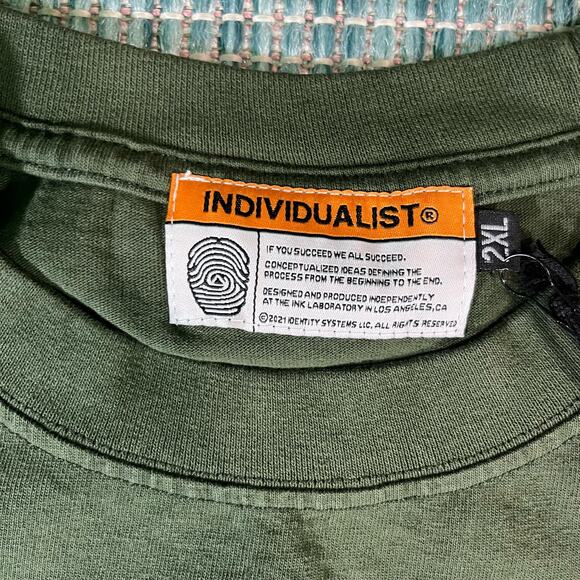 INDIVIDUALIST®
IF YOU SUCCEED WE ALL SUCCEED.
CONCEPTUALIZED IDEAS DEFINING THE
PROCESS FROM THE BEGINNING TO THE END.
DESIGNED AND PRODUCED INDEPENDENTLY
AT THE INK LABORATORY IN LOS ANGELES, CA
©2021 IDENTITY SYSTEMS LLC, ALL RIGHTS RESERVED
2XL